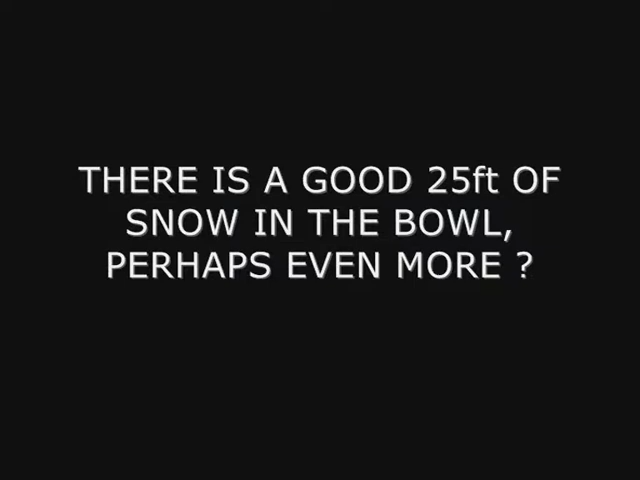 THERE IS A GOOD 25ft OF
SNOW IN THE BOWL,
PERHAPS EVEN MORE ?